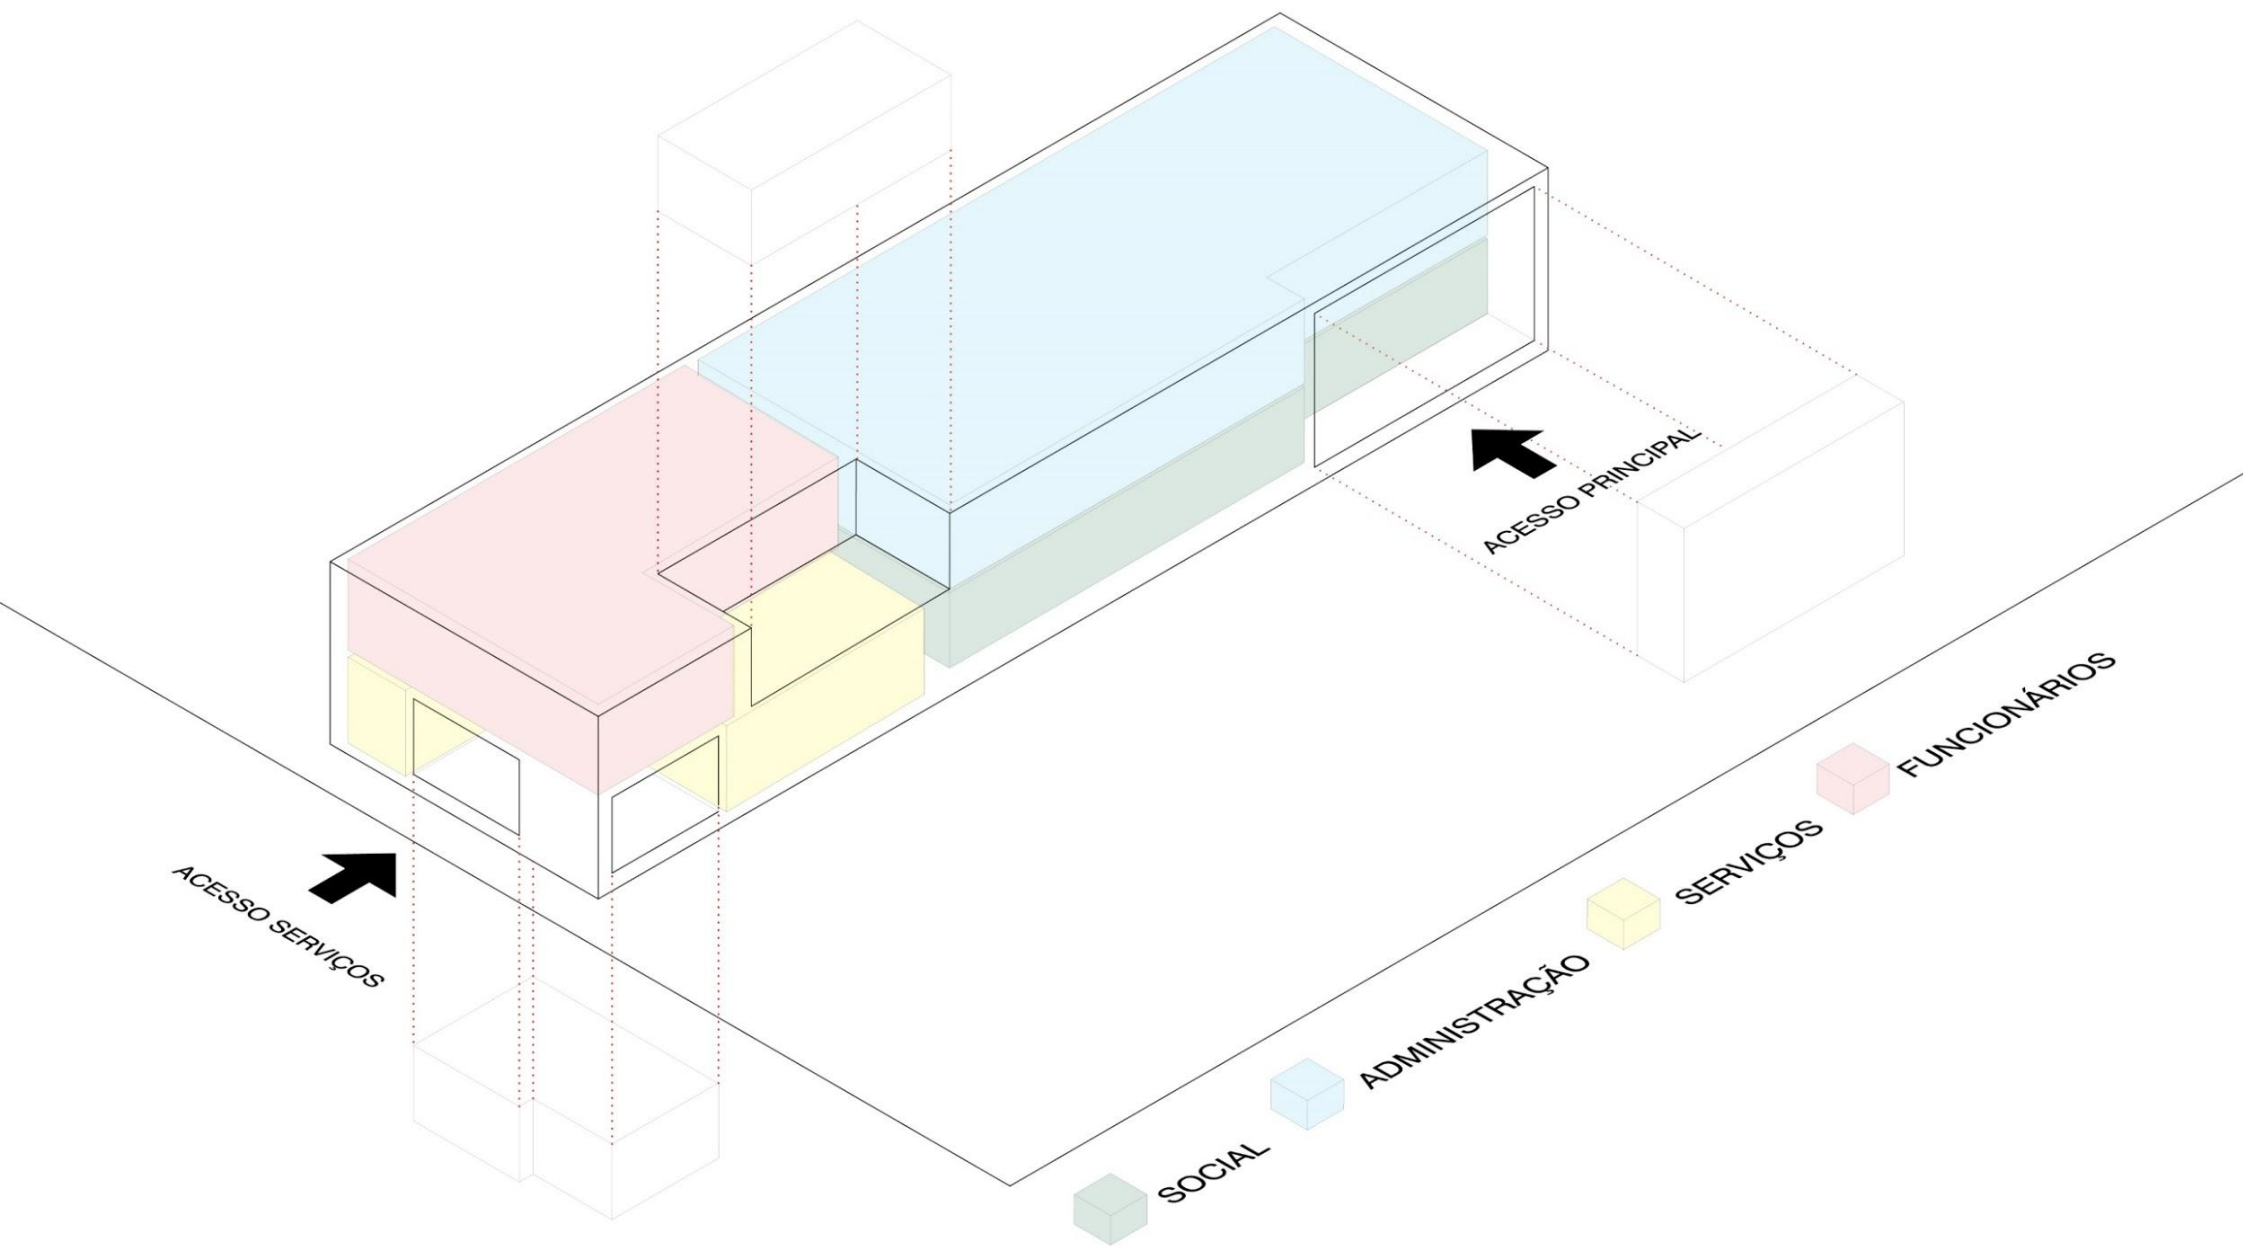 ACESSO PRINCIPAL
ACESSO SERVIÇOS
FUNCIONÁRIOS
SERVIÇOS
ADMINISTRAÇÃO
SOCIAL